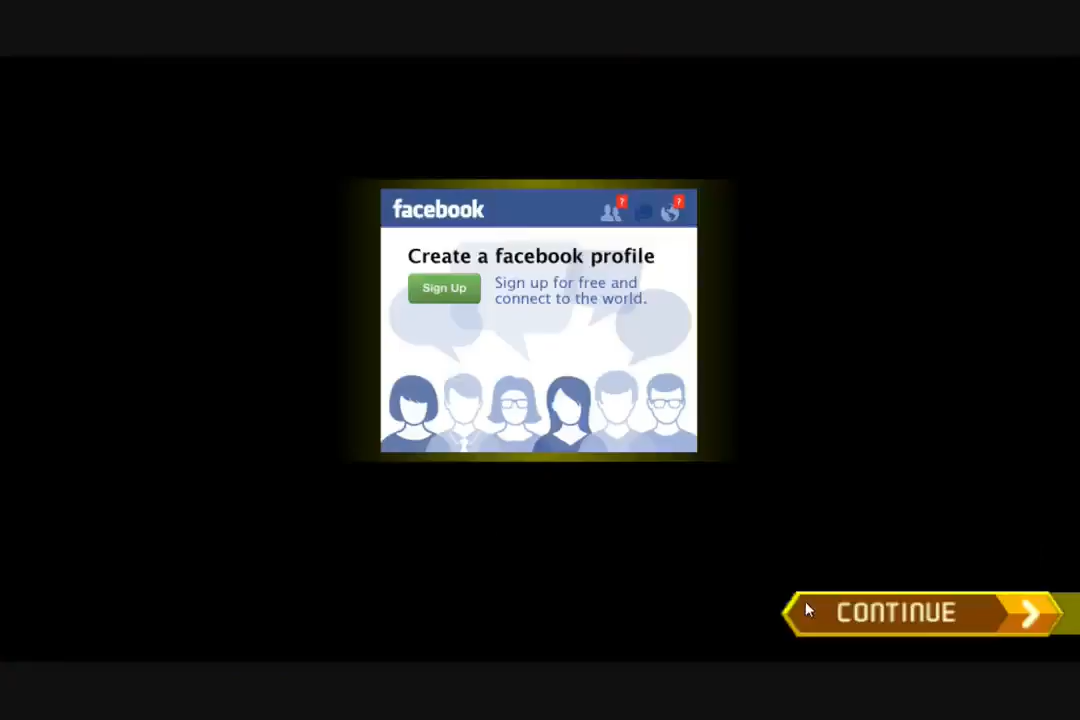 facebook
? ?
Create a facebook profile
Sign Up
Sign up for free and
connect to the world.
CONTINUE